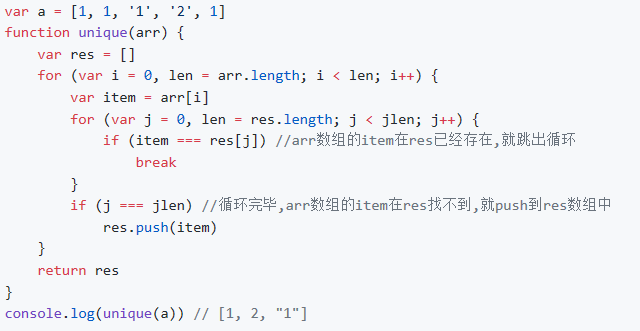 var a = [1, 1, '1', '2', 1]
function unique(arr) {
    var res = []
    for (var i = 0, len = arr.length; i < len; i++) {
        var item = arr[i]
        for (var j = 0, len = res.length; j < jlen; j++) {
            if (item === res[j]) //arr数组的item在res已经存在,就跳出循环
                break
        }
        if (j === jlen) //循环完毕,arr数组的item在res找不到,就push到res数组中
            res.push(item)
    }
    return res
}
console.log(unique(a)) // [1, 2, "1"]